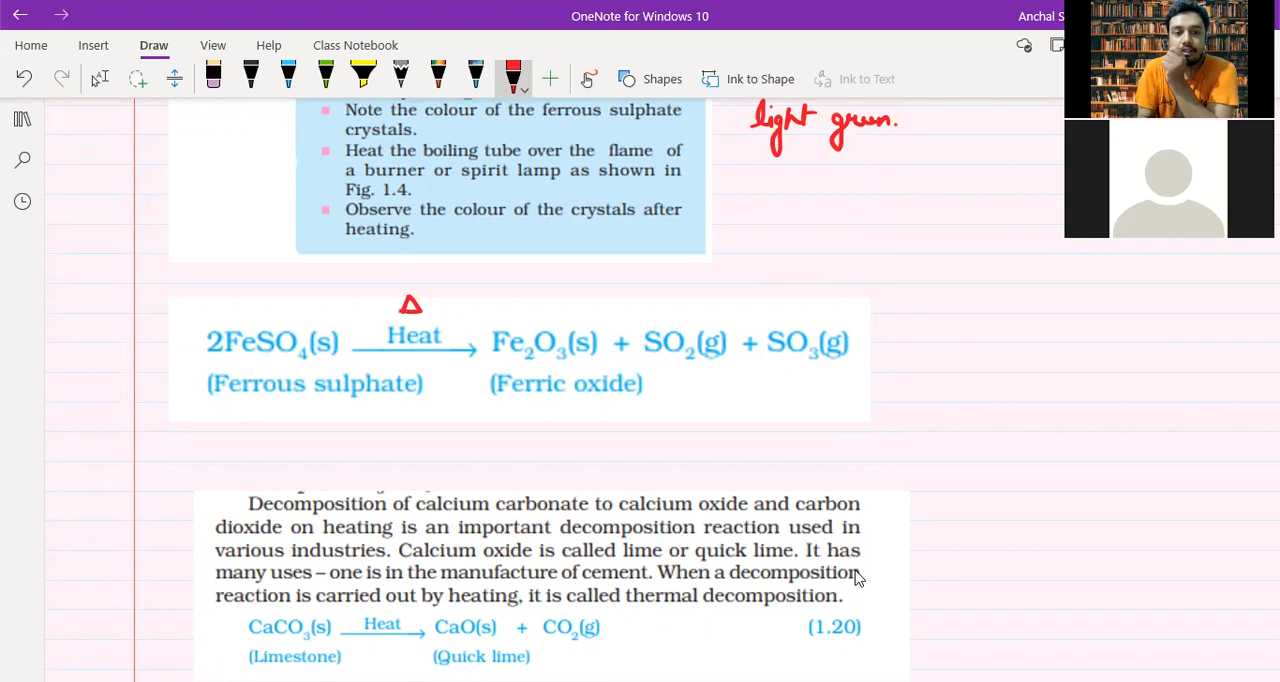 OneNote for Windows 10
Anchal S
Home Insert Draw View Help Class Notebook
Shapes Ink to Shape Ink to Text
Note the colour of the ferrous sulphate
crystals.
Heat the boiling tube over the flame of
a burner or spirit lamp as shown in
Fig. 1.4.
Observe the colour of the crystals after
heating.
light green.
Δ
2FeSO₄(s) Heat → Fe₂O₃(s) + SO₂(g) + SO₃(g)
(Ferrous sulphate) (Ferric oxide)
Decomposition of calcium carbonate to calcium oxide and carbon
dioxide on heating is an important decomposition reaction used in
various industries. Calcium oxide is called lime or quick lime. It has
many uses – one is in the manufacture of cement. When a decomposition
reaction is carried out by heating, it is called thermal decomposition.
CaCO₃(s) Heat → CaO(s) + CO₂(g) (1.20)
(Limestone) (Quick lime)